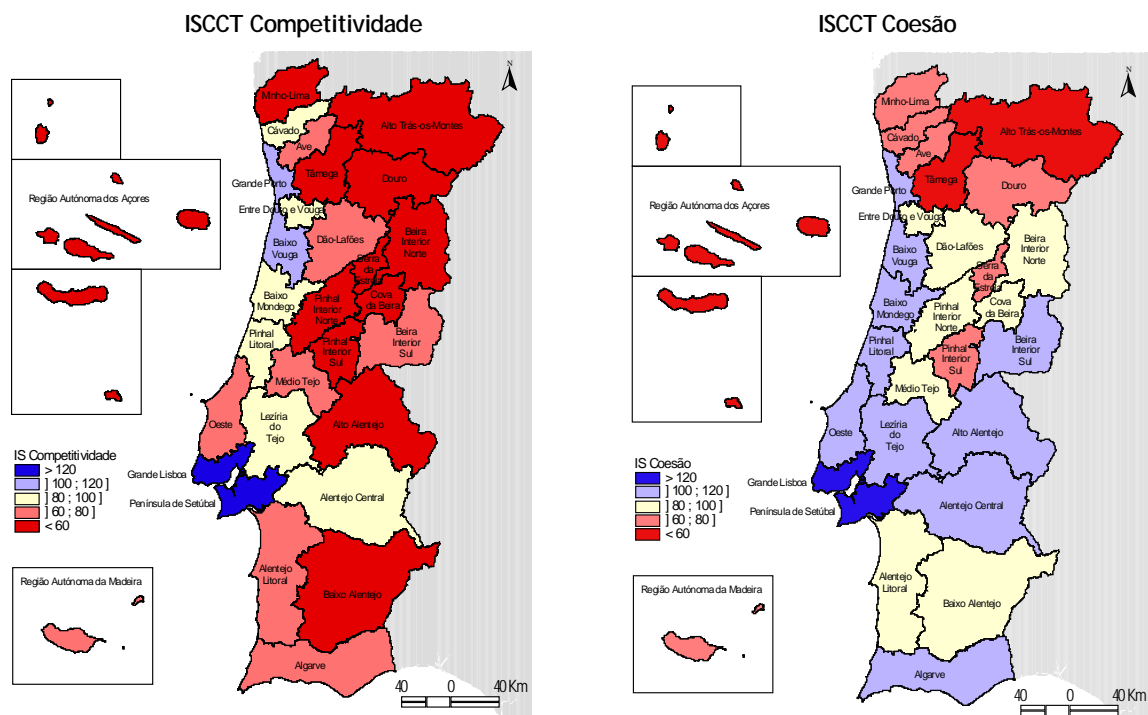 ISCCT Competitividade
N
Minho-Lima
Alto Trás-os-Montes
Cávado
Ave
Tâmega
Douro
Grande Porto
Região Autónoma dos Açores
Entre Douro e Vouga
Dão-Lafões
Beira
Interior
Norte
Baixo
Vouga
Serra
da
Estrela
Cova
da Beira
Baixo
Mondego
Pinhal
Interior
Norte
Pinhal
Litoral
Pinhal
Interior
Sul
Beira
Interior
Sul
Médio Tejo
Oeste
Lezíria
do
Tejo
Alto Alentejo
IS Competitividade
> 120
] 100 ; 120 ]
] 80 ; 100 ]
] 60 ; 80 ]
< 60
Grande Lisboa
Península de Setúbal
Alentejo Central
Região Autónoma da Madeira
Alentejo
Litoral
Baixo Alentejo
Algarve
40 0 40 Km
ISCCT Coesão
N
Minho-Lima
Alto Trás-os-Montes
Cávado
Ave
Tâmega
Douro
Grande Porto
Região Autónoma dos Açores
Entre Douro e Vouga
Dão-Lafões
Beira
Interior
Norte
Baixo
Vouga
Serra
da
Estrela
Cova
da Beira
Baixo
Mondego
Pinhal
Interior
Norte
Pinhal
Litoral
Pinhal
Interior
Sul
Beira
Interior
Sul
Médio Tejo
Oeste
Lezíria
do
Tejo
Alto Alentejo
IS Coesão
> 120
] 100 ; 120 ]
] 80 ; 100 ]
] 60 ; 80 ]
< 60
Grande Lisboa
Península de Setúbal
Alentejo Central
Região Autónoma da Madeira
Alentejo
Litoral
Baixo Alentejo
Algarve
40 0 40 Km